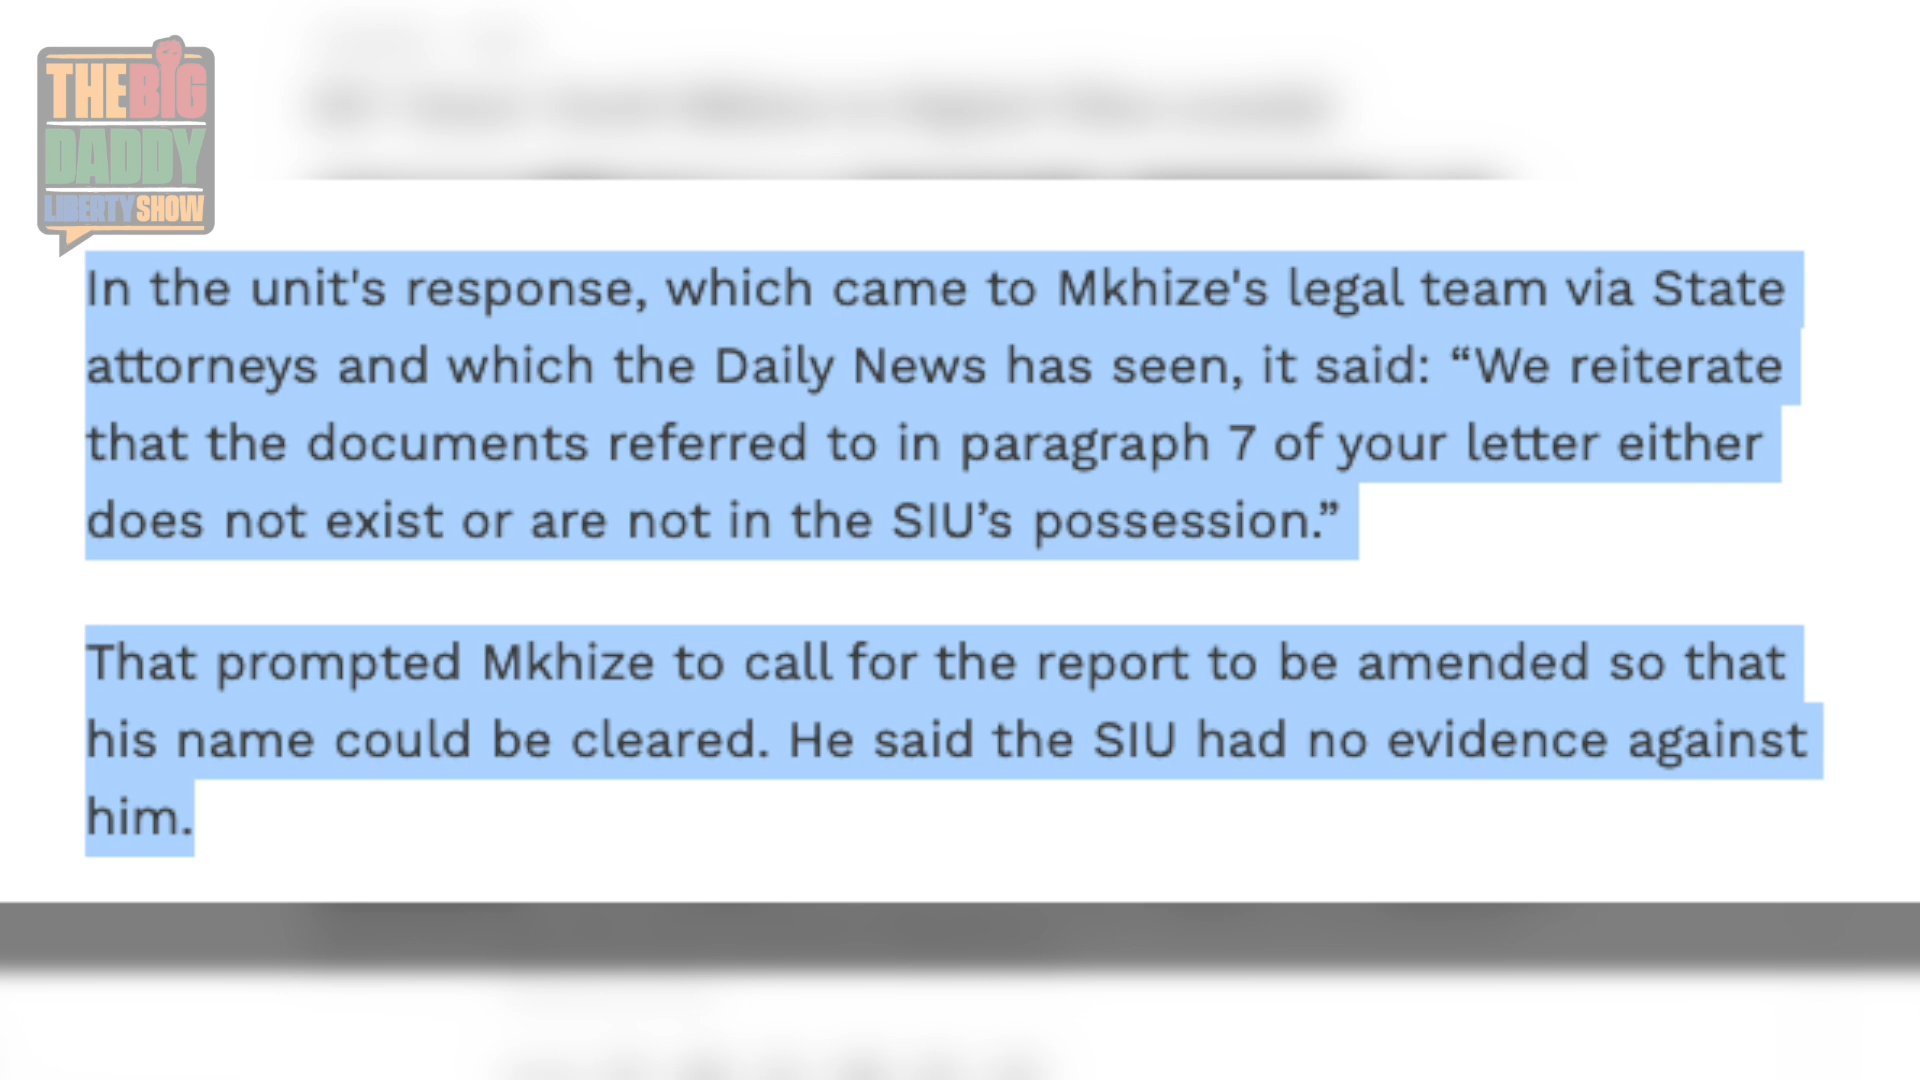 THE BIG
DADDY
LIBERTY SHOW
In the unit's response, which came to Mkhize's legal team via State
attorneys and which the Daily News has seen, it said: “We reiterate
that the documents referred to in paragraph 7 of your letter either
does not exist or are not in the SIU’s possession.”
That prompted Mkhize to call for the report to be amended so that
his name could be cleared. He said the SIU had no evidence against
him.